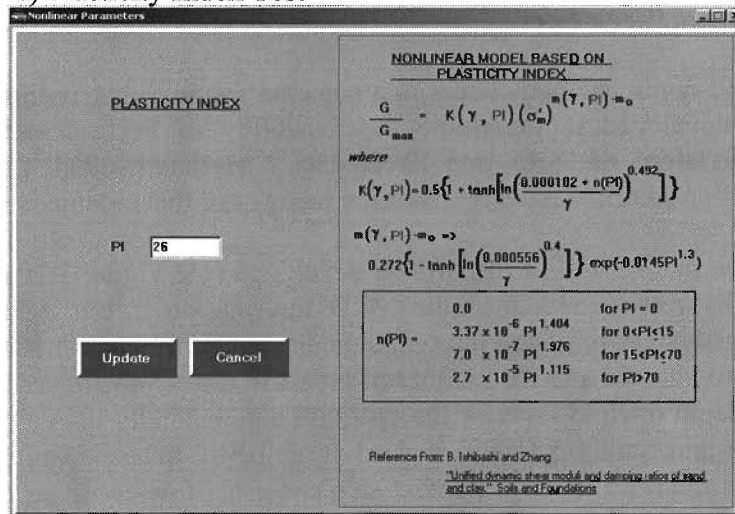 Nonlinear Parameters
PLASTICITY INDEX
PI 26
Update Cancel
NONLINEAR MODEL BASED ON
PLASTICITY INDEX
G / G max = K(γ, PI)(σ'm)^m(γ, PI)-mo
where
K(γ, PI)=0.5{1 + tanh[ln(0.000102 + n(PI) / γ)^0.492]}
m(γ, PI)-mo =>
0.272{1 - tanh[ln(0.000556 / γ)^0.4]} exp(-0.0145PI^1.3)
n(PI) =
0.0 for PI = 0
3.37 x 10^-6 PI^1.404 for 0<PI<15
7.0 x 10^-7 PI^1.976 for 15<PI<70
2.7 x 10^-5 PI^1.115 for PI>70
Reference From: B. Ishibashi and Zhang
"Unified dynamic shear moduli and damping ratios of sand
and clay." Soils and Foundations